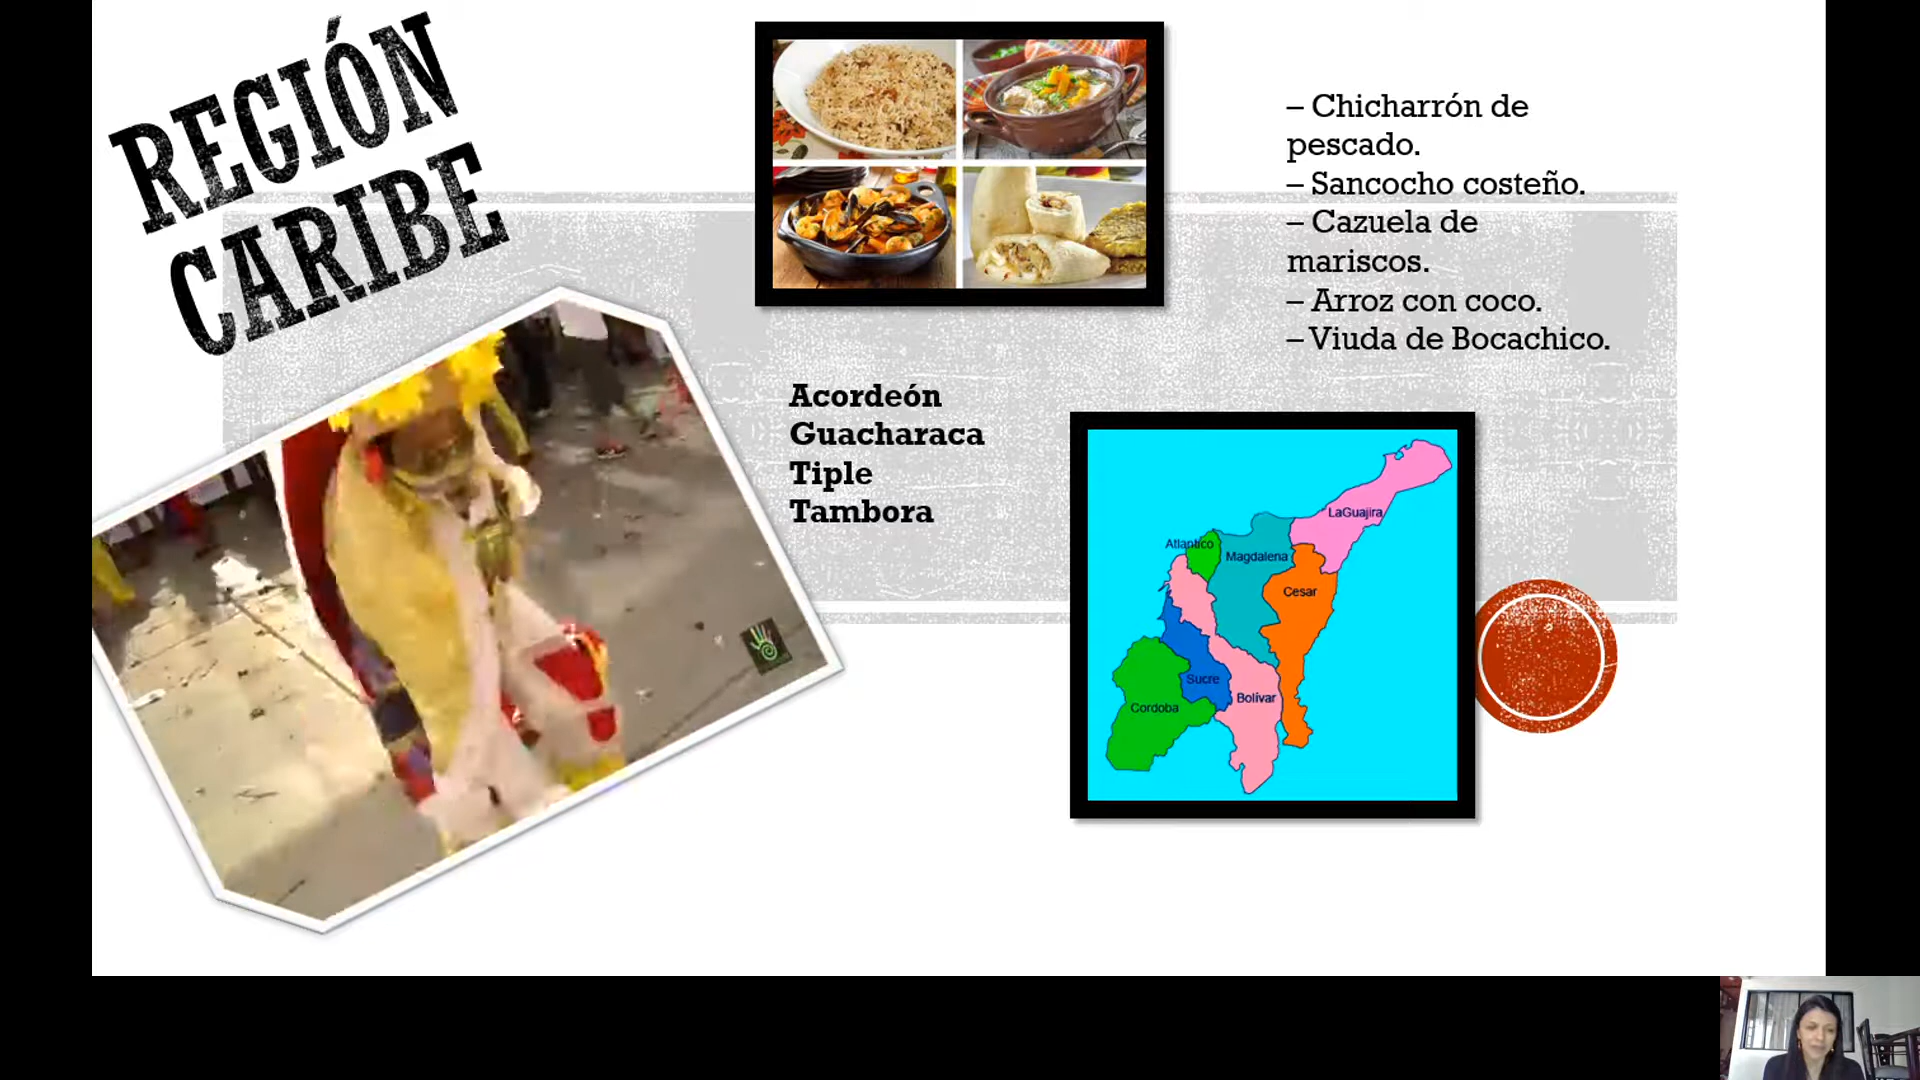 REGIÓN
CARIBE
– Chicharrón de
pescado.
– Sancocho costeño.
– Cazuela de
mariscos.
– Arroz con coco.
– Viuda de Bocachico.
Acordeón
Guacharaca
Tiple
Tambora
LaGuajira
Atlantico
Magdalena
Cesar
Sucre
Bolívar
Cordoba